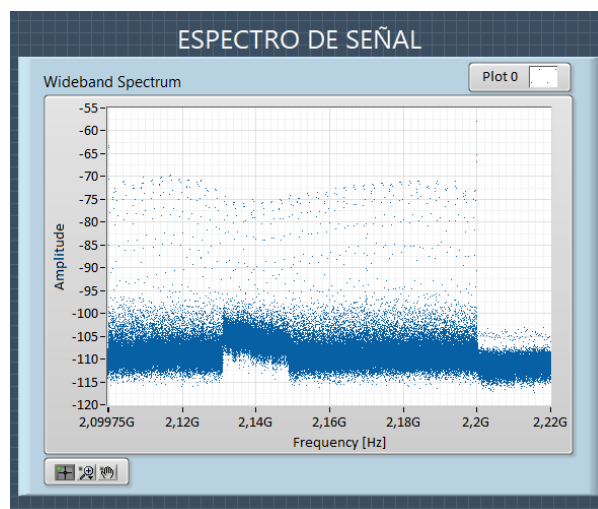 ESPECTRO DE SEÑAL
Wideband Spectrum
Plot 0
-55
-60
-65
-70
-75
-80
-85
-90
-95
-100
-105
-110
-115
-120
Amplitude
2,09975G 2,12G 2,14G 2,16G 2,18G 2,2G 2,22G
Frequency [Hz]